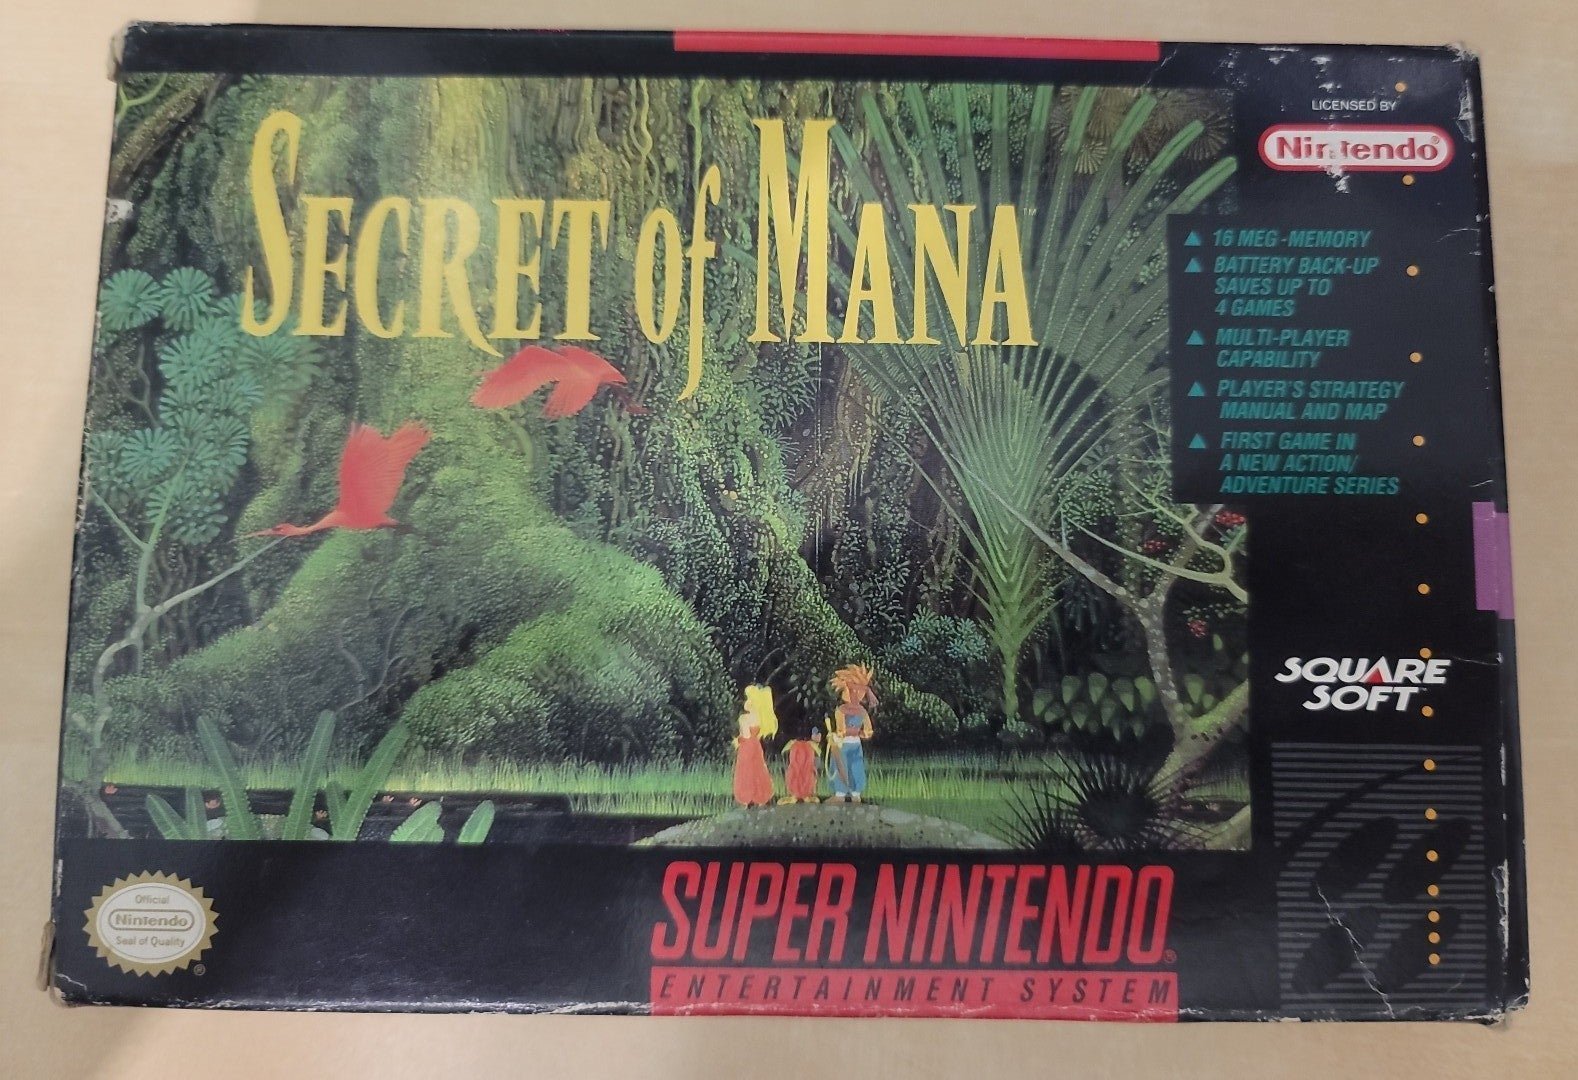 SECRET OF MANA™
LICENSED BY
Nintendo®
16 MEG-MEMORY
BATTERY BACK-UP
SAVES UP TO
4 GAMES
MULTI-PLAYER
CAPABILITY
PLAYER'S STRATEGY
MANUAL AND MAP
FIRST GAME IN
A NEW ACTION/
ADVENTURE SERIES
SQUARE
SOFT™
Official
Nintendo
Seal of Quality
®
SUPER NINTENDO®
ENTERTAINMENT SYSTEM